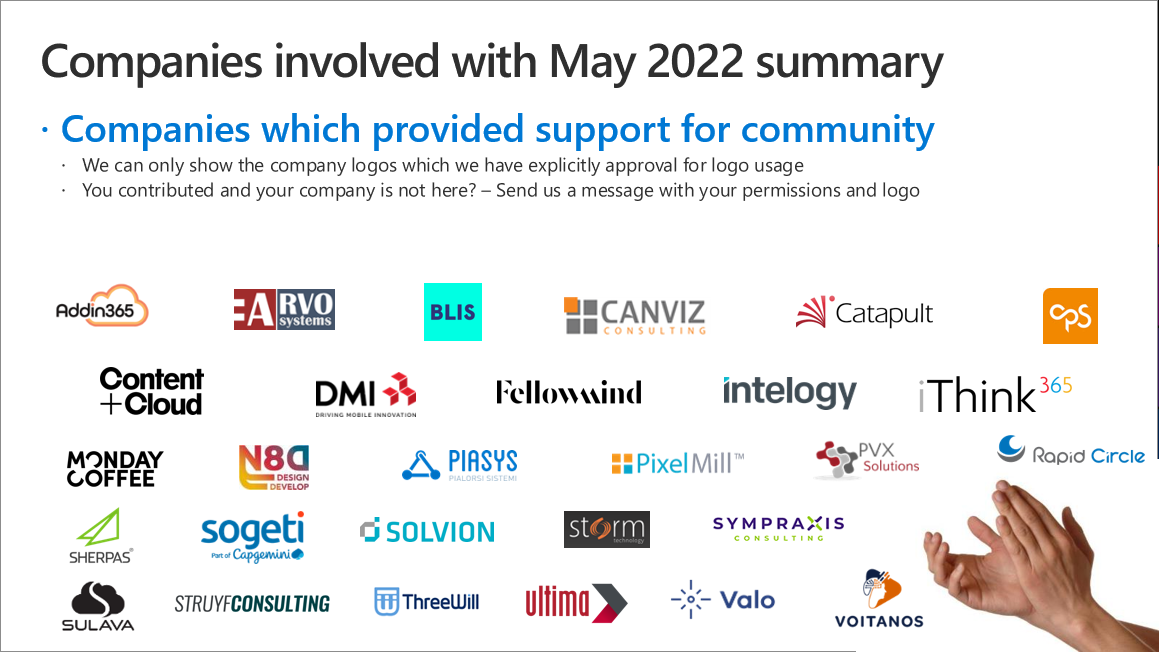 Companies involved with May 2022 summary
· Companies which provided support for community
· We can only show the company logos which we have explicitly approval for logo usage
· You contributed and your company is not here? – Send us a message with your permissions and logo
Addin365
ARVO
systems
BLIS
CANVIZ
CONSULTING
Catapult
cps
Content
+Cloud
DMI
DRIVING MOBILE INNOVATION
Fellowmind
intelogy
iThink365
MONDAY
COFFEE
N8D
DESIGN
DEVELOP
PIASYS
PIALORSI SISTEMI
PixelMill™
PVX
Solutions
Rapid Circle
SHERPAS®
sogeti
Part of Capgemini
SOLVION
storm
technology
SYMPRAXIS
CONSULTING
SULAVA
STRUYFCONSULTING
ThreeWill
ultima
Valo
VOITANOS